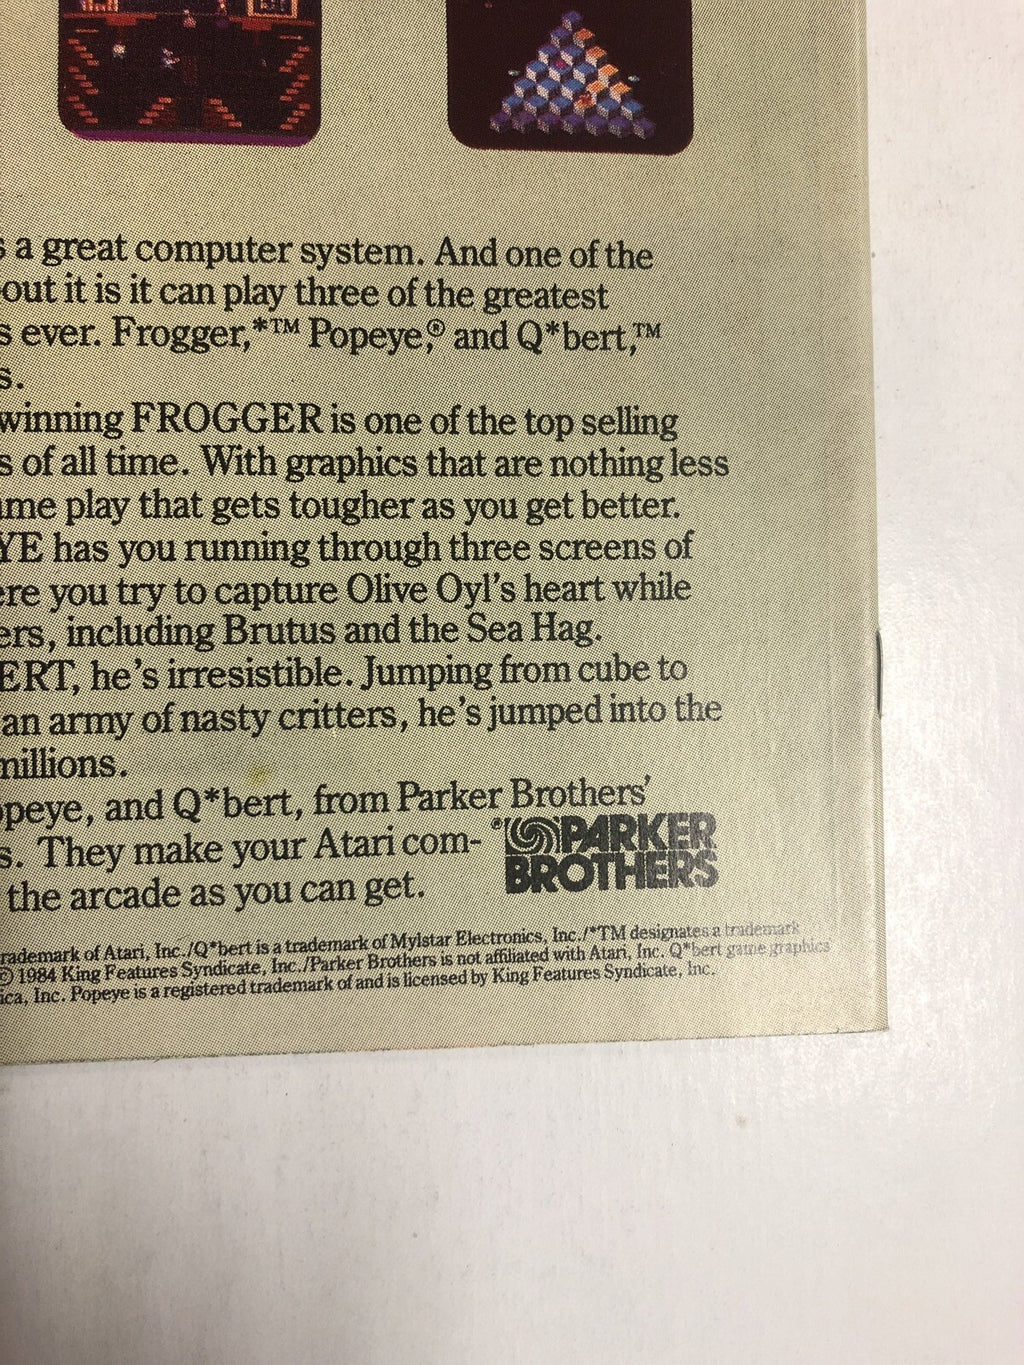 a great computer system. And one of the
out it is it can play three of the greatest
s ever. Frogger,*™ Popeye,® and Q*bert,™
s.
winning FROGGER is one of the top selling
s of all time. With graphics that are nothing less
me play that gets tougher as you get better.
YE has you running through three screens of
ere you try to capture Olive Oyl's heart while
ers, including Brutus and the Sea Hag.
ERT, he's irresistible. Jumping from cube to
an army of nasty critters, he's jumped into the
millions.
peye, and Q*bert, from Parker Brothers'
s. They make your Atari com-
the arcade as you can get.
® PARKER
BROTHERS
rademark of Atari, Inc./Q*bert is a trademark of Mylstar Electronics, Inc./*TM designates a trademark
© 1984 King Features Syndicate, Inc./Parker Brothers is not affiliated with Atari, Inc. Q*bert game graphics
ica, Inc. Popeye is a registered trademark of and is licensed by King Features Syndicate, Inc.